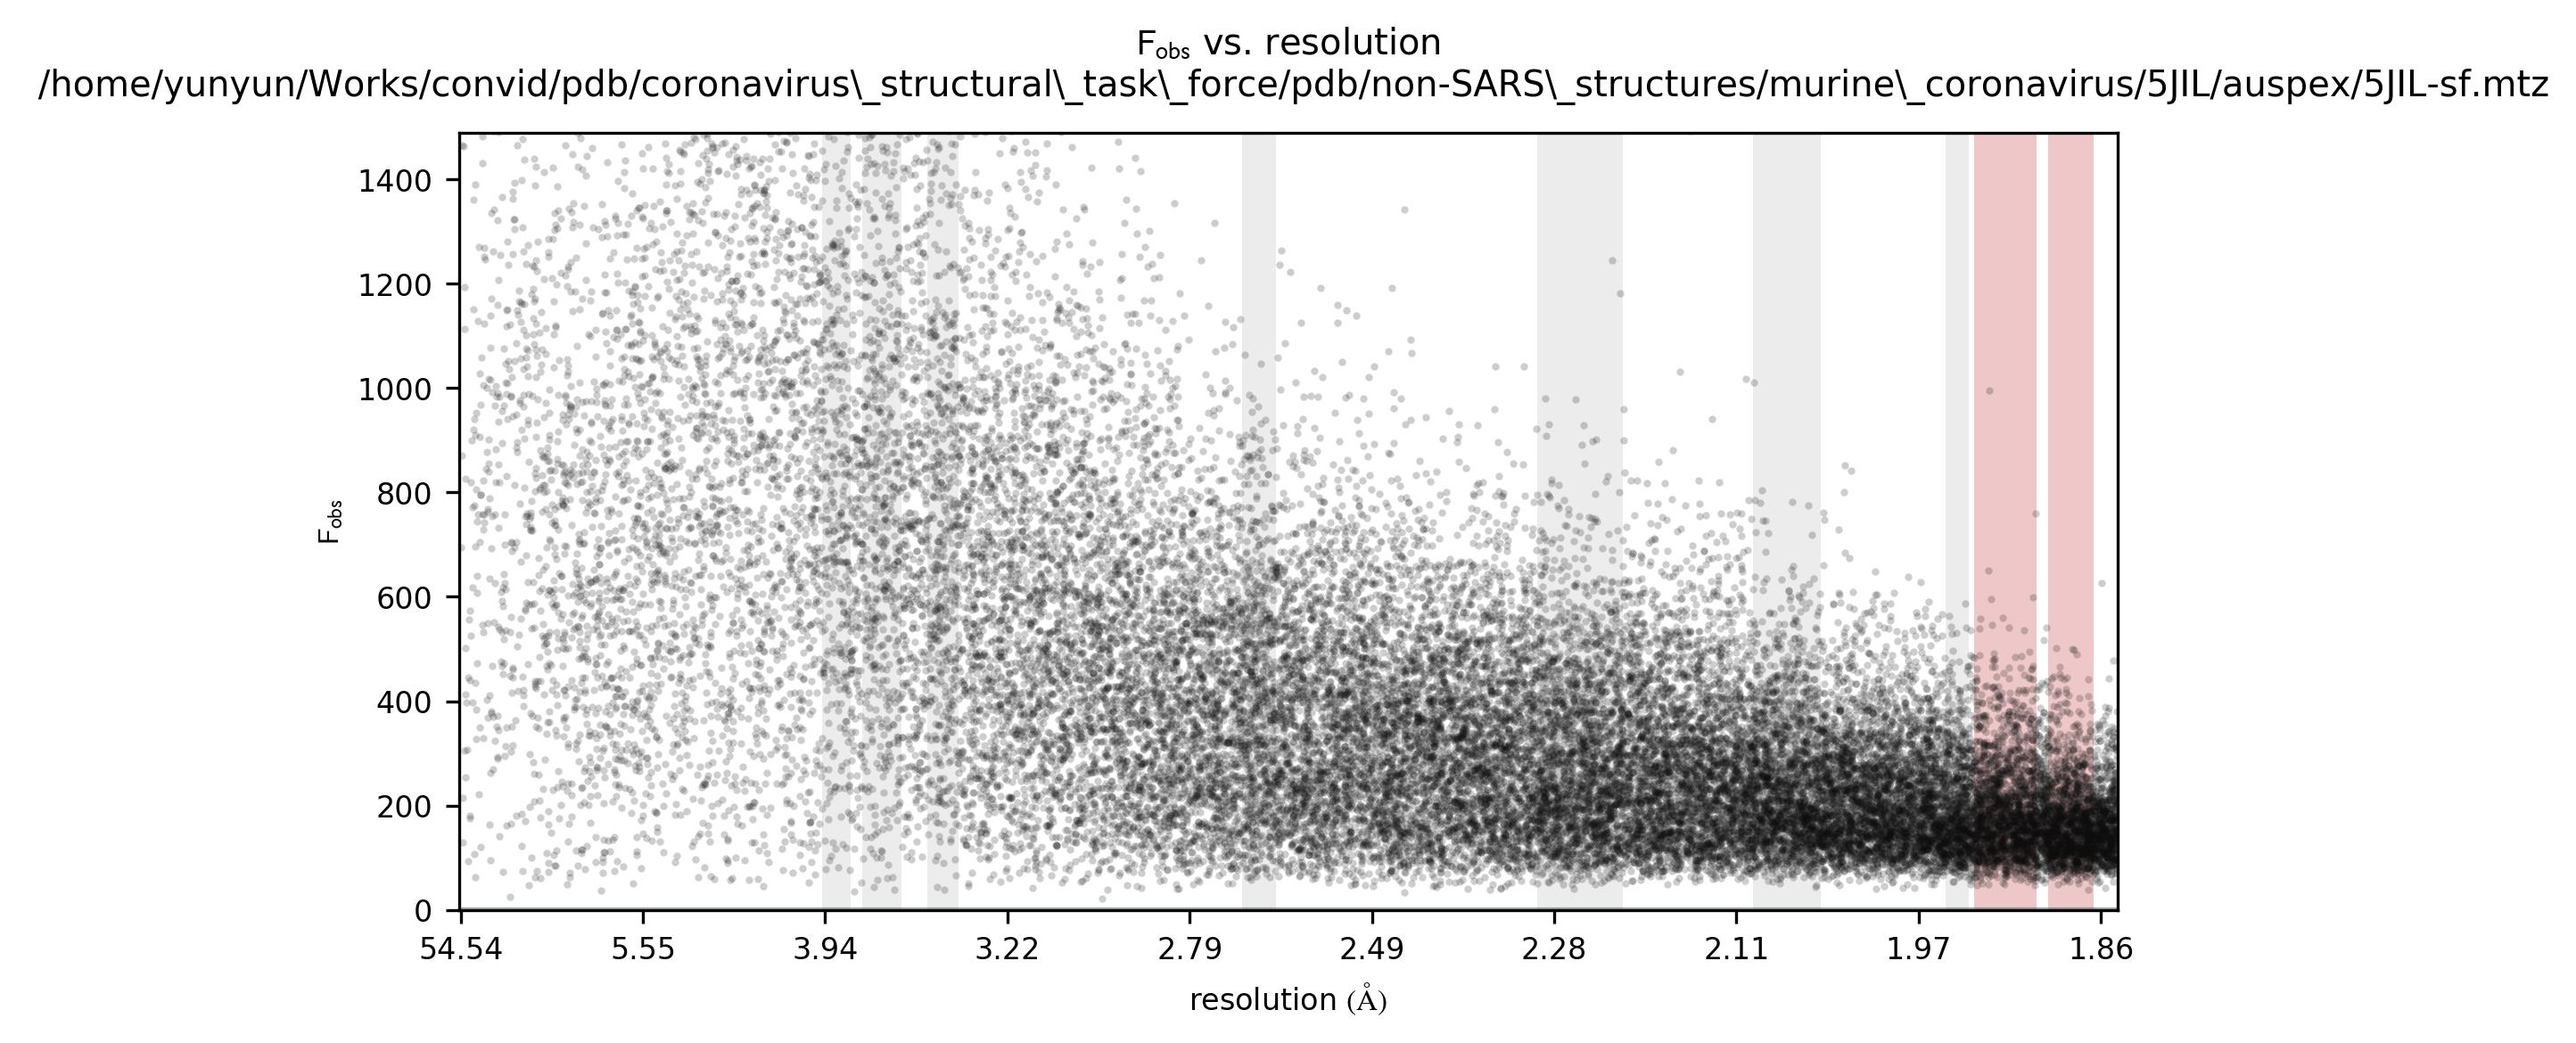 Fobs vs. resolution
/home/yunyun/Works/convid/pdb/coronavirus\_structural\_task\_force/pdb/non-SARS\_structures/murine\_coronavirus/5JIL/auspex/5JIL-sf.mtz
1400
1200
1000
800
600
400
200
0
Fobs
54.54 5.55 3.94 3.22 2.79 2.49 2.28 2.11 1.97 1.86
resolution (Å)